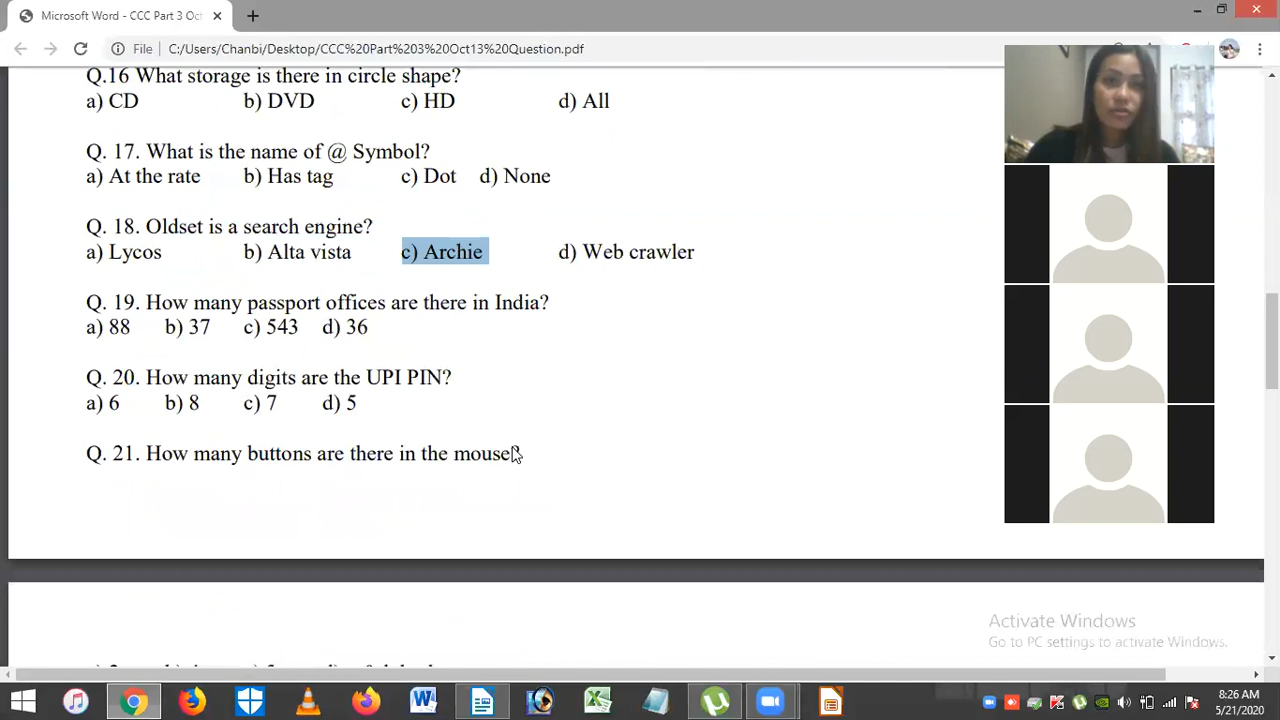 Microsoft Word - CCC Part 3 Oct
File C:/Users/Chanbi/Desktop/CCC%20Part%203%20Oct13%20Question.pdf
Q.16 What storage is there in circle shape?
a) CD b) DVD c) HD d) All
Q. 17. What is the name of @ Symbol?
a) At the rate b) Has tag c) Dot d) None
Q. 18. Oldset is a search engine?
a) Lycos b) Alta vista c) Archie d) Web crawler
Q. 19. How many passport offices are there in India?
a) 88 b) 37 c) 543 d) 36
Q. 20. How many digits are the UPI PIN?
a) 6 b) 8 c) 7 d) 5
Q. 21. How many buttons are there in the mouse?
Activate Windows
Go to PC settings to activate Windows.
8:26 AM
5/21/2020